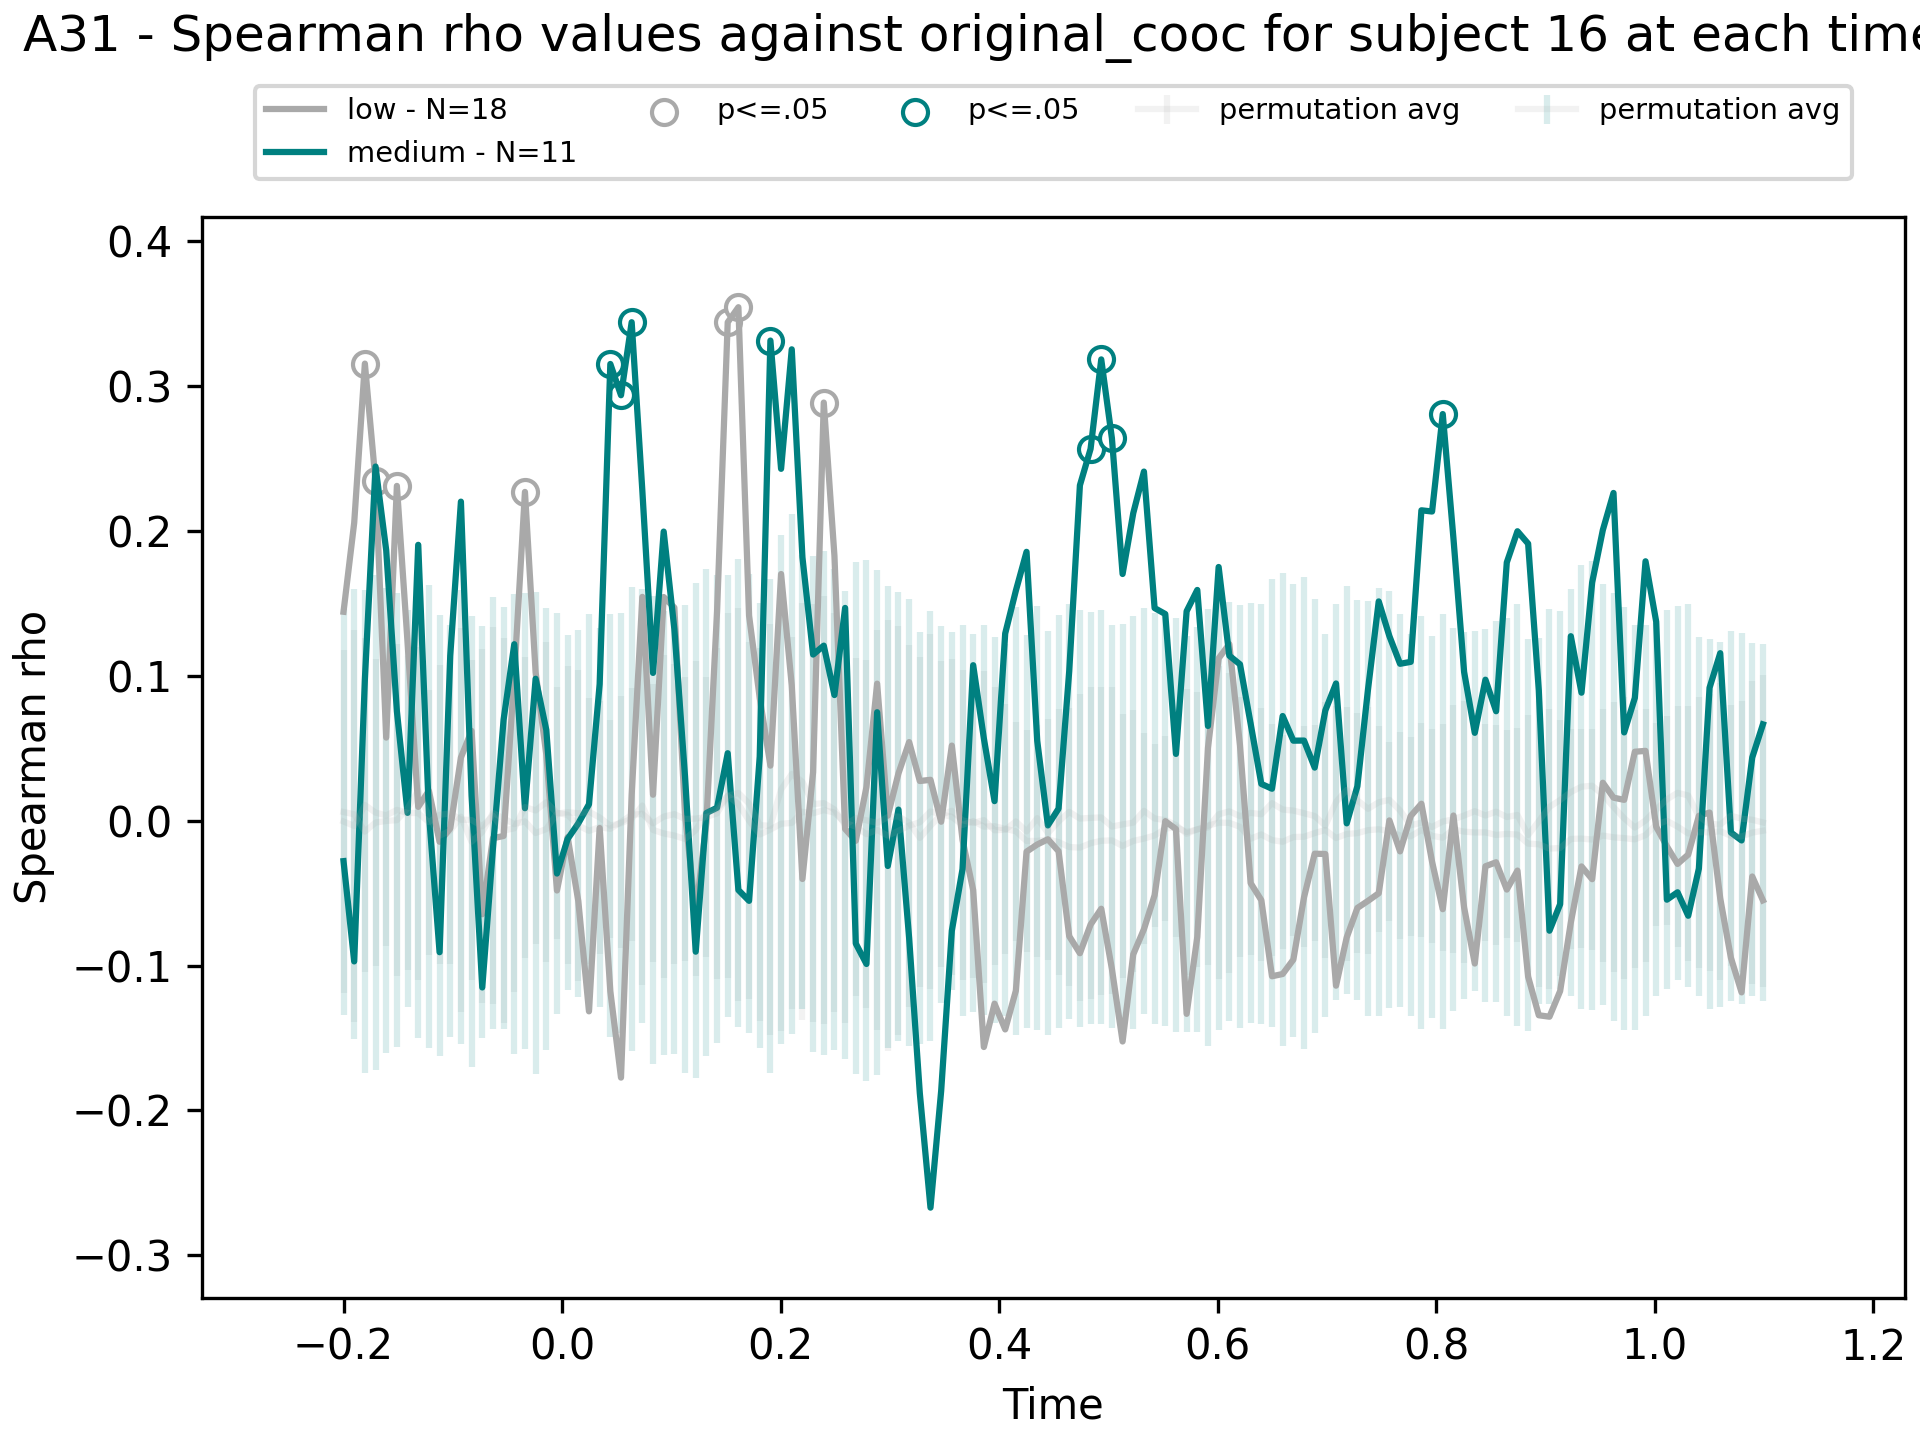 A31 - Spearman rho values against original_cooc for subject 16 at each time
low - N=18
medium - N=11
p<=.05
p<=.05
permutation avg
permutation avg
Spearman rho
0.4
0.3
0.2
0.1
0.0
−0.1
−0.2
−0.3
−0.2 0.0 0.2 0.4 0.6 0.8 1.0 1.2
Time